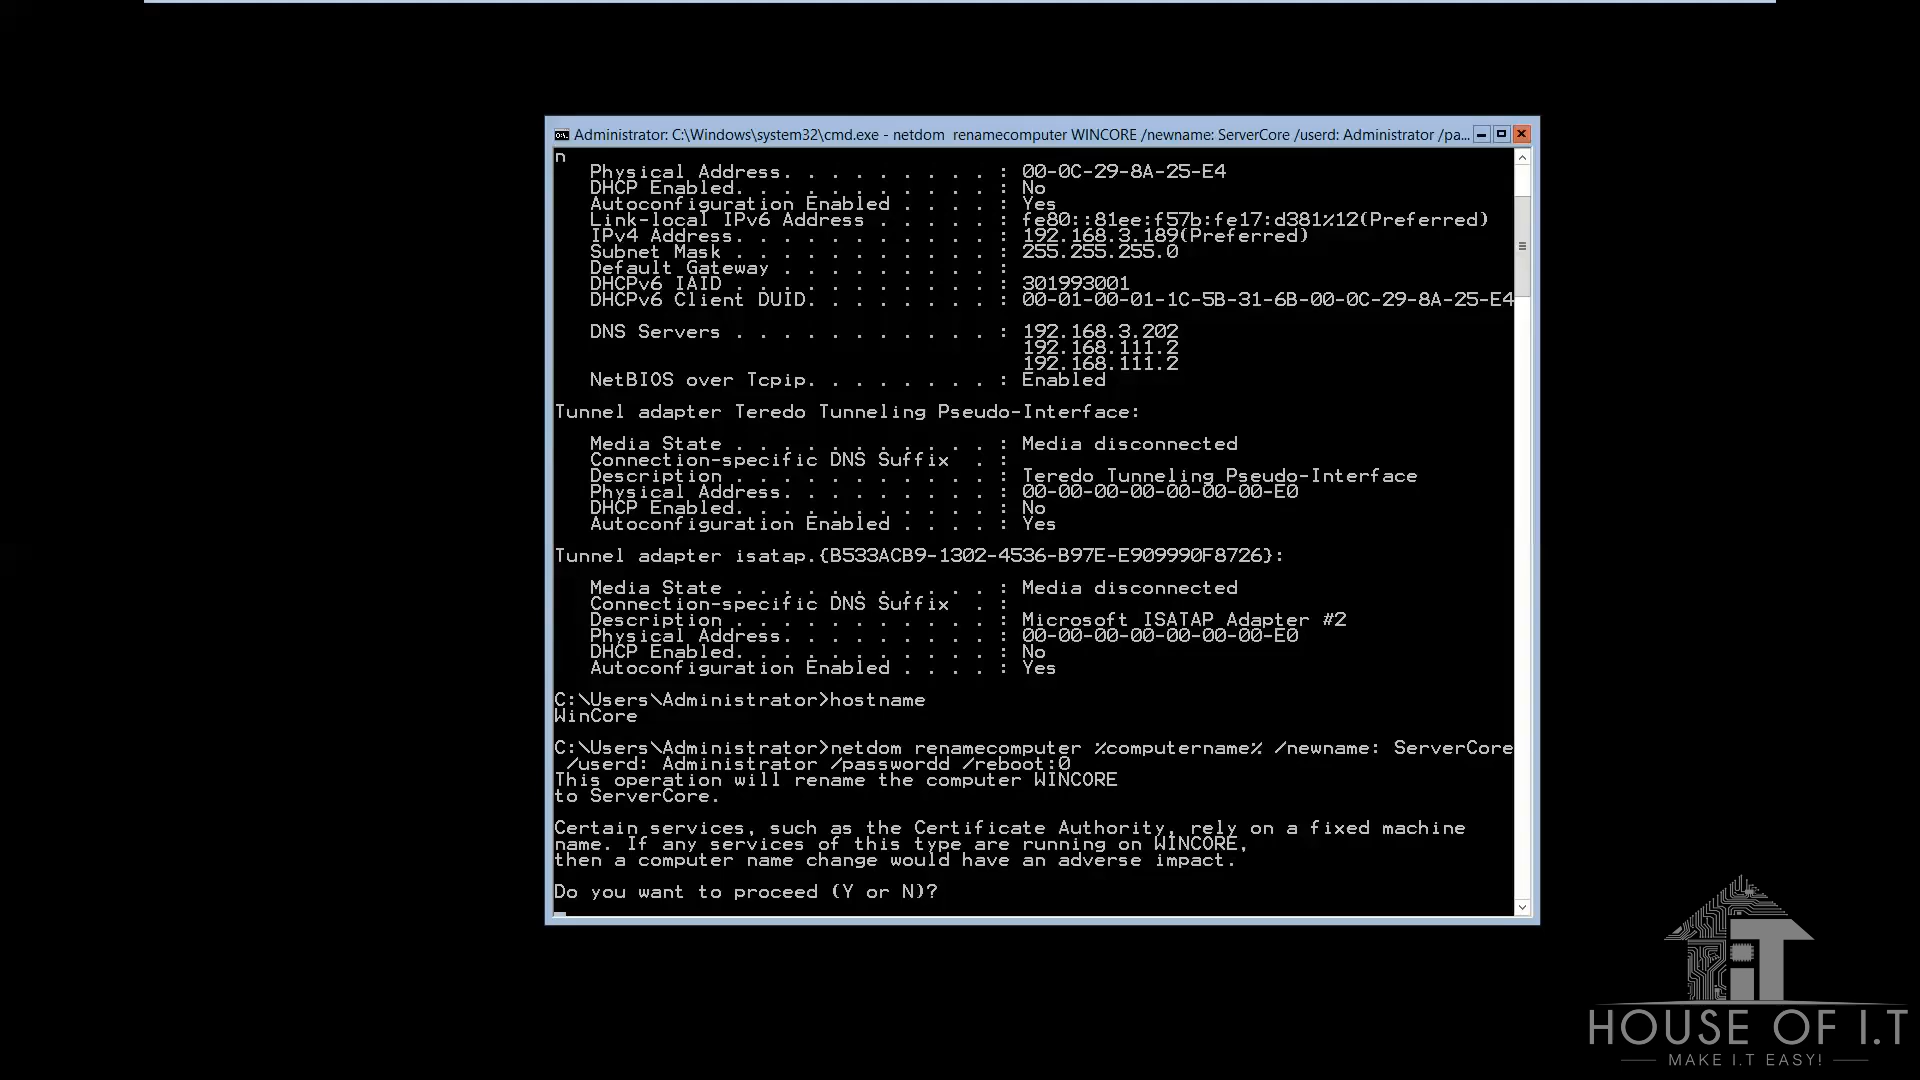 Administrator: C:\Windows\system32\cmd.exe - netdom  renamecomputer WINCORE /newname: ServerCore /userd: Administrator /pa...
n
Physical Address. . . . . . . . . : 00-0C-29-8A-25-E4
DHCP Enabled. . . . . . . . . . . : No
Autoconfiguration Enabled . . . . : Yes
Link-local IPv6 Address . . . . . : fe80::81ee:f57b:fe17:d381%12(Preferred)
IPv4 Address. . . . . . . . . . . : 192.168.3.189(Preferred)
Subnet Mask . . . . . . . . . . . : 255.255.255.0
Default Gateway . . . . . . . . . :
DHCPv6 IAID . . . . . . . . . . . : 301993001
DHCPv6 Client DUID. . . . . . . . : 00-01-00-01-1C-5B-31-6B-00-0C-29-8A-25-E4
DNS Servers . . . . . . . . . . . : 192.168.3.202
192.168.111.2
192.168.111.2
NetBIOS over Tcpip. . . . . . . . : Enabled
Tunnel adapter Teredo Tunneling Pseudo-Interface:
Media State . . . . . . . . . . . : Media disconnected
Connection-specific DNS Suffix  . :
Description . . . . . . . . . . . : Teredo Tunneling Pseudo-Interface
Physical Address. . . . . . . . . : 00-00-00-00-00-00-00-E0
DHCP Enabled. . . . . . . . . . . : No
Autoconfiguration Enabled . . . . : Yes
Tunnel adapter isatap.{B533ACB9-1302-4536-B97E-E909990F8726}:
Media State . . . . . . . . . . . : Media disconnected
Connection-specific DNS Suffix  . :
Description . . . . . . . . . . . : Microsoft ISATAP Adapter #2
Physical Address. . . . . . . . . : 00-00-00-00-00-00-00-E0
DHCP Enabled. . . . . . . . . . . : No
Autoconfiguration Enabled . . . . : Yes
C:\Users\Administrator>hostname
WinCore
C:\Users\Administrator>netdom renamecomputer %computername% /newname: ServerCore
/userd: Administrator /passwordd /reboot:0
This operation will rename the computer WINCORE
to ServerCore.
Certain services, such as the Certificate Authority, rely on a fixed machine
name. If any services of this type are running on WINCORE,
then a computer name change would have an adverse impact.
Do you want to proceed (Y or N)?
iT
HOUSE OF I.T
MAKE I.T EASY!